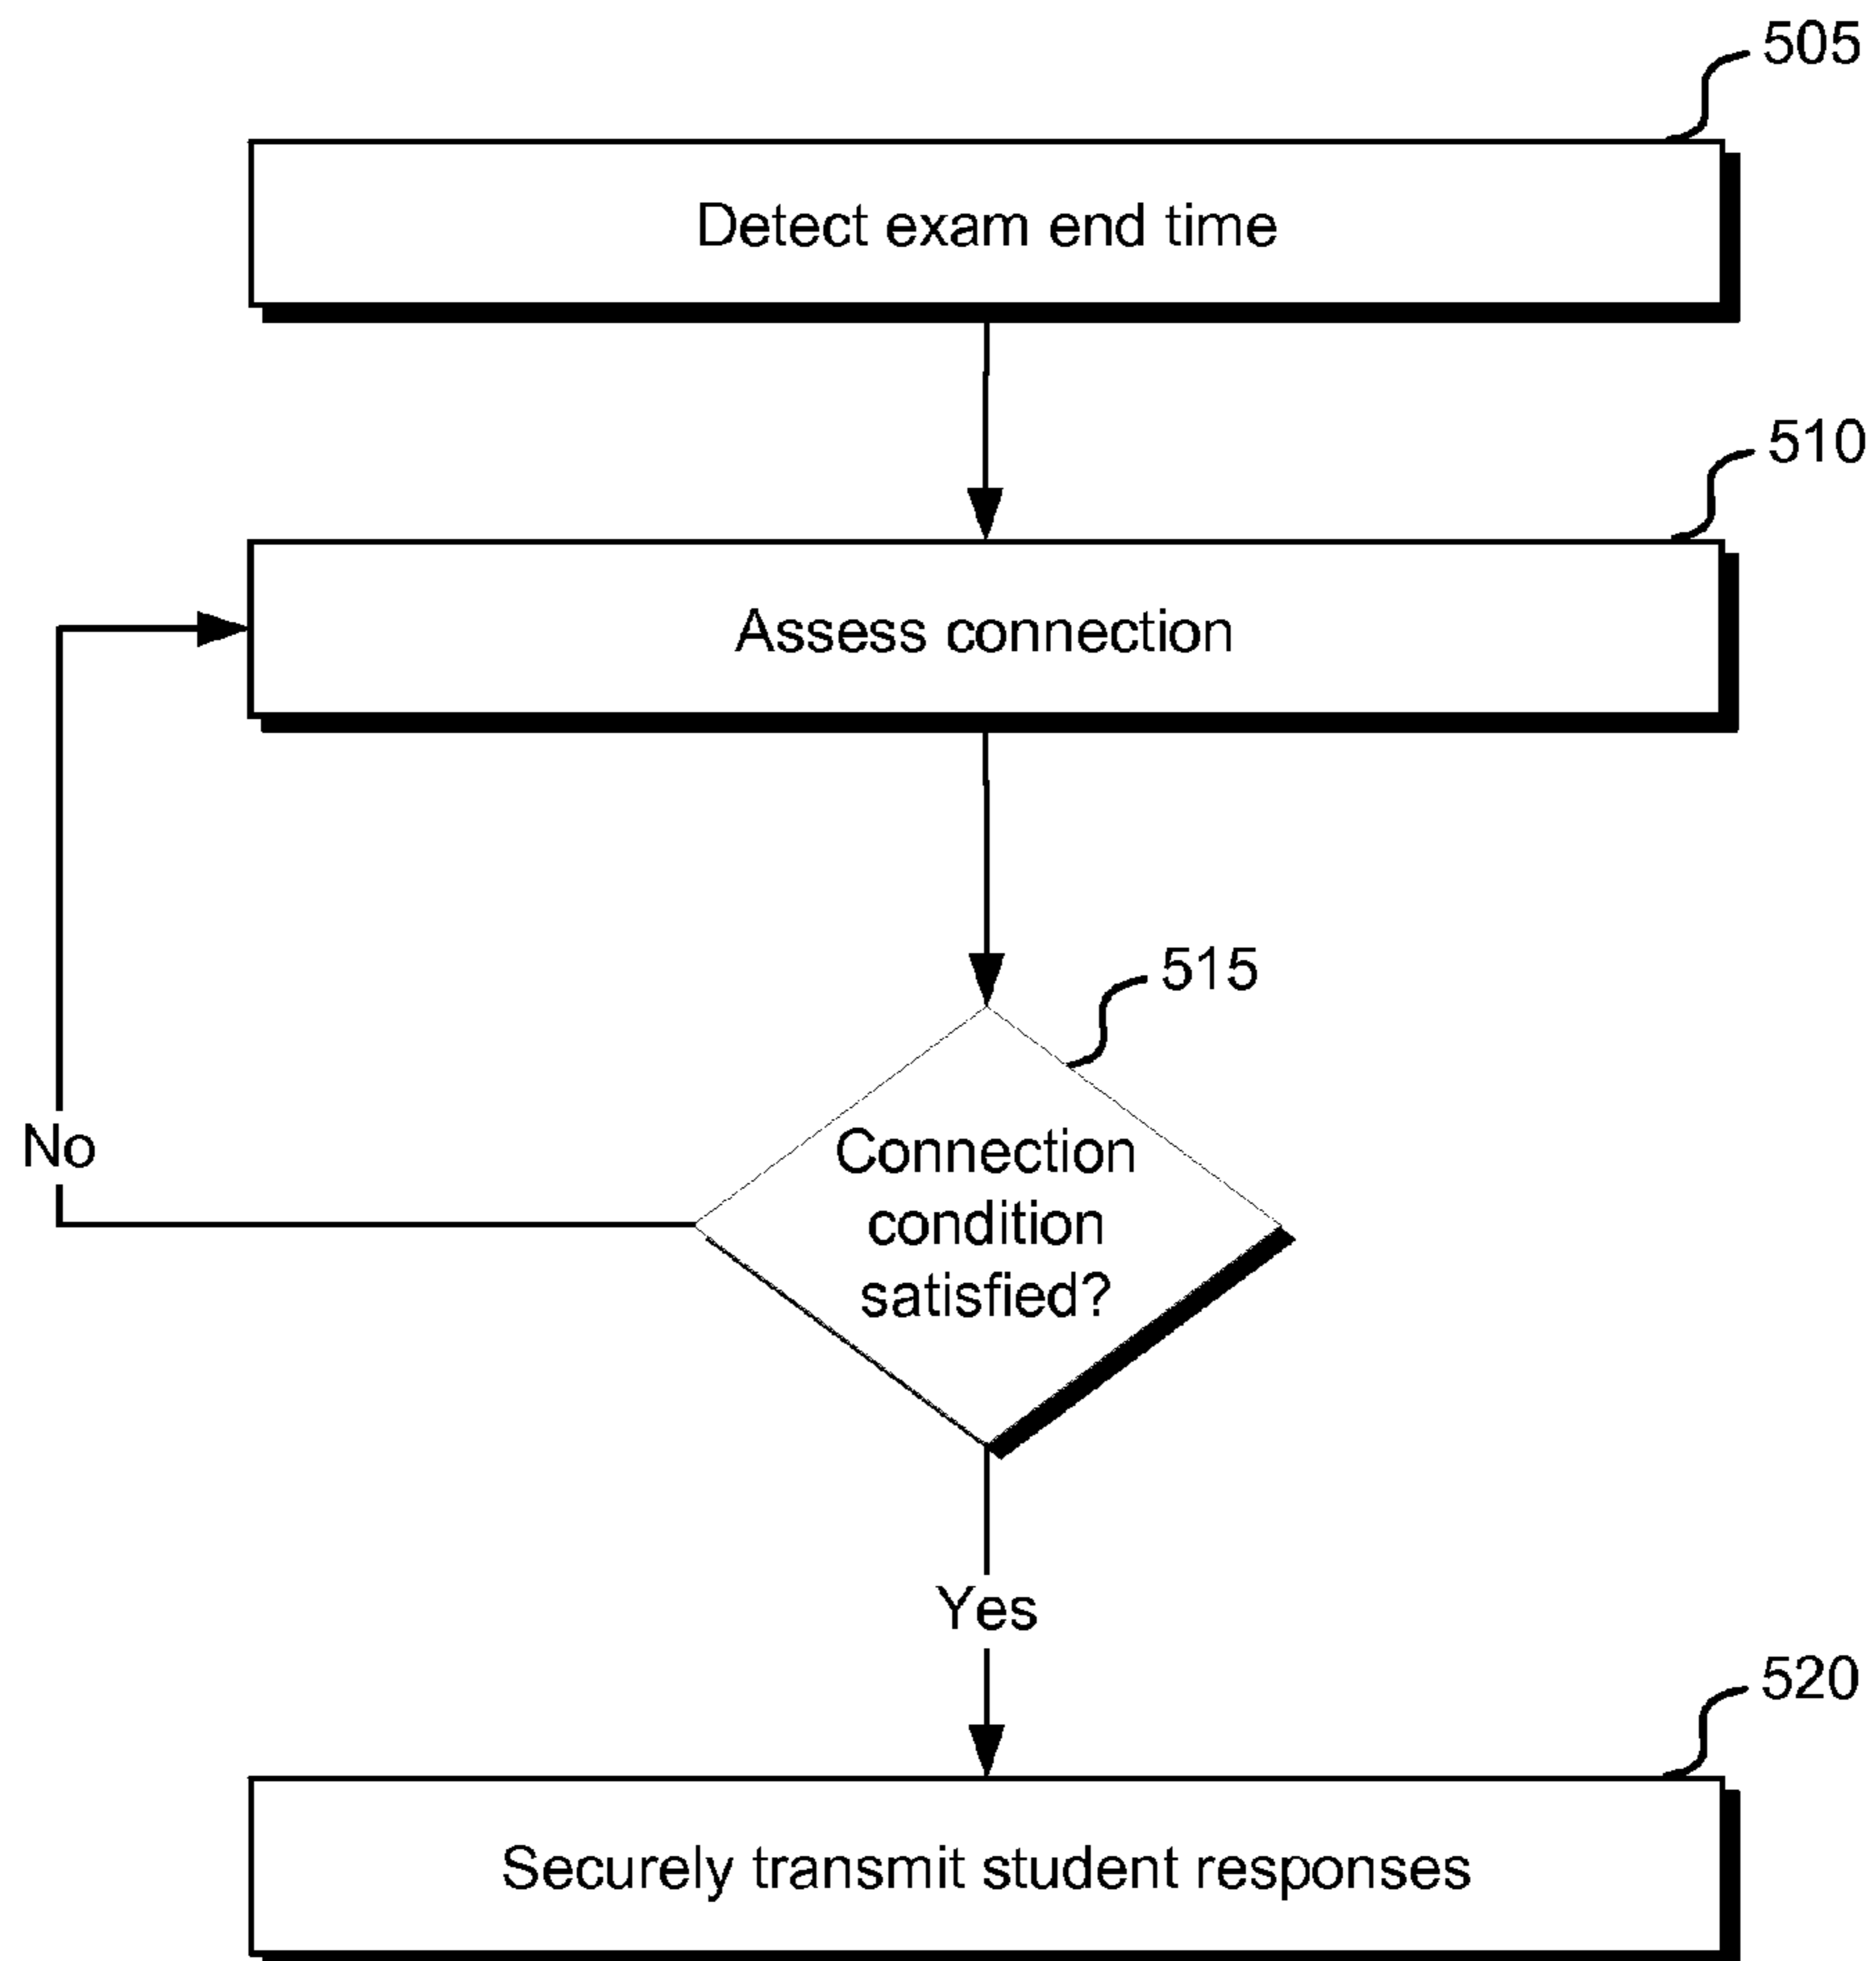 505
Detect exam end time
510
Assess connection
515
Connection
condition
satisfied?
No
Yes
520
Securely transmit student responses